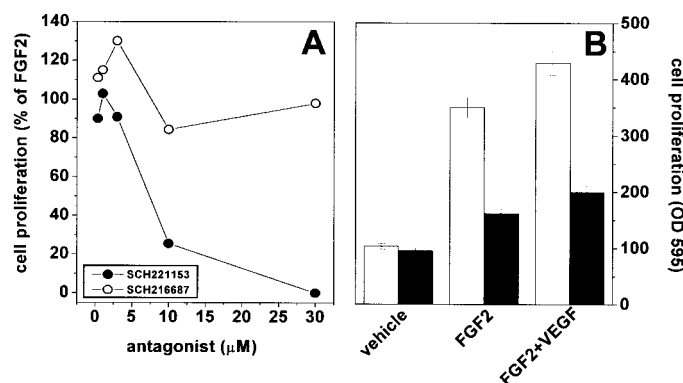 A
cell proliferation (% of FGF2)
140
120
100
80
60
40
20
0
SCH221153
SCH216687
0 5 10 15 20 25 30
antagonist (μM)
B
500
400
300
200
100
0
cell proliferation (OD 595)
vehicle
FGF2
FGF2+VEGF